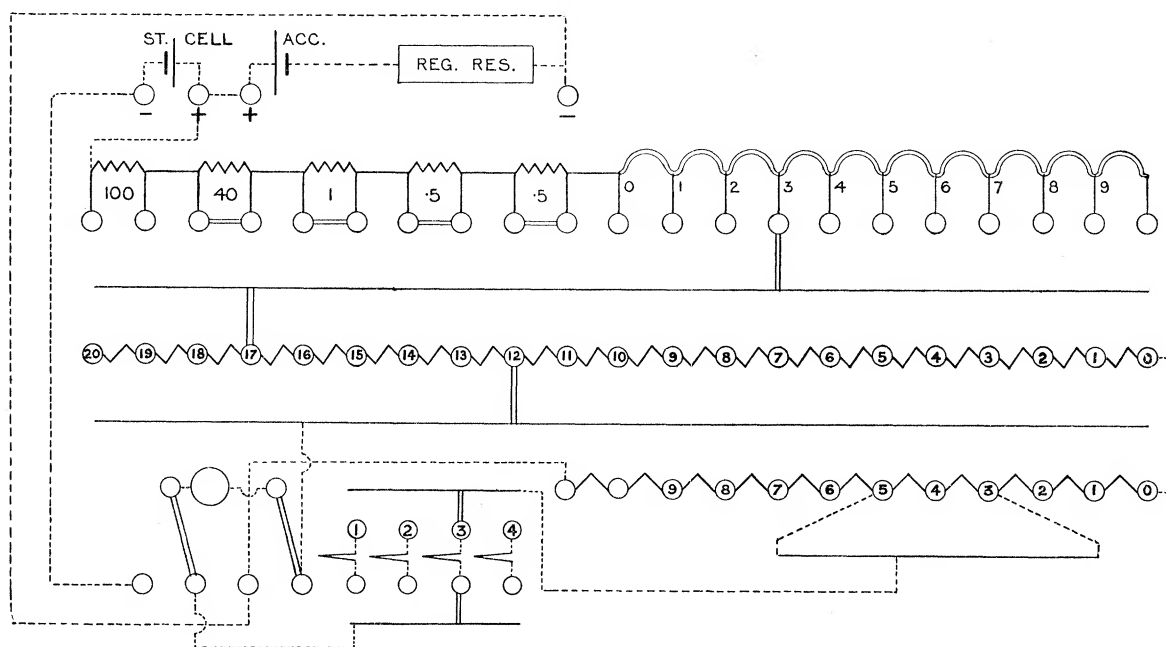 ST. CELL ACC.
REG. RES.
− + + −
100 40 1 ·5 ·5 0 1 2 3 4 5 6 7 8 9
20 19 18 17 16 15 14 13 12 11 10 9 8 7 6 5 4 3 2 1 0
9 8 7 6 5 4 3 2 1 0
1 2 3 4